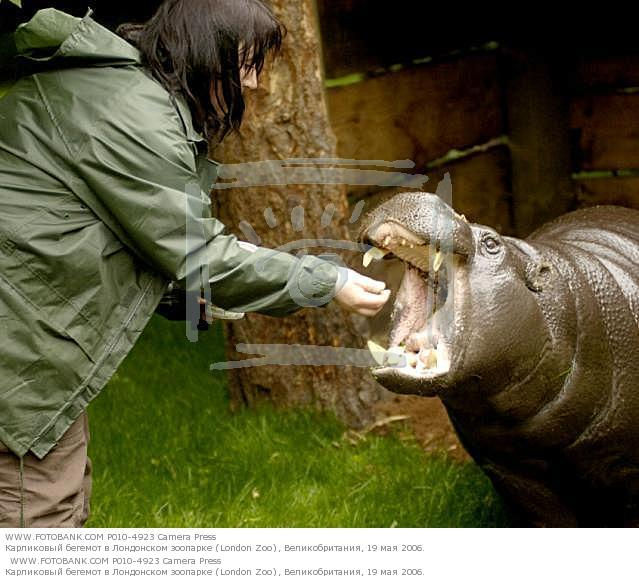 WWW.FOTOBANK.COM P010-4923 Camera Press
Карликовый бегемот в Лондонском зоопарке (London Zoo), Великобритания, 19 мая 2006.
WWW.FOTOBANK.COM P010-4923 Camera Press
Карликовый бегемот в Лондонском зоопарке (London Zoo), Великобритания, 19 мая 2006.